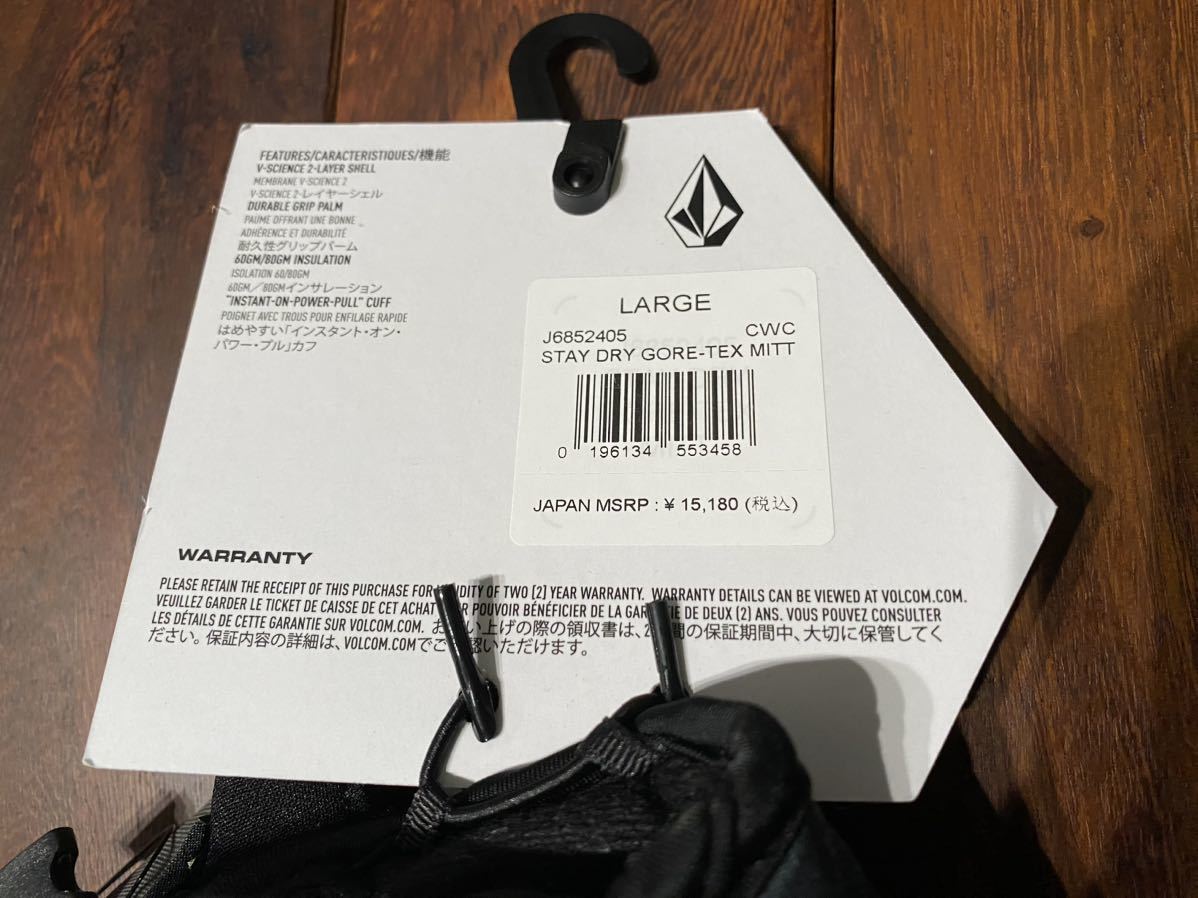 FEATURES/CARACTERISTIQUES/機能
V-SCIENCE 2-LAYER SHELL
MEMBRANE V-SCIENCE 2
V-SCIENCE 2-レイヤーシェル
DURABLE GRIP PALM
PAUME OFFRANT UNE BONNE
ADHÉRENCE ET DURABILITÉ
耐久性グリップパーム
60GM/80GM INSULATION
ISOLATION 60/80GM
60GM/80GMインサレーション
"INSTANT-ON-POWER-PULL" CUFF
POIGNET AVEC TROUS POUR ENFILAGE RAPIDE
はめやすい「インスタント・オン・
パワー・プル」カフ
LARGE
J6852405 CWC
STAY DRY GORE-TEX MITT
0 196134 553458
JAPAN MSRP : ¥ 15,180 (税込)
WARRANTY
PLEASE RETAIN THE RECEIPT OF THIS PURCHASE FOR OF TWO (2) YEAR WARRANTY. WARRANTY DETAILS CAN BE VIEWED AT VOLCOM.COM.
VEUILLEZ GARDER LE TICKET DE CAISSE DE CET ACHAT POUVOIR BÉNÉFICIER DE LA DE DEUX (2) ANS. VOUS POUVEZ CONSULTER
LES DÉTAILS DE CETTE GARANTIE SUR VOLCOM.COM. お い上げの際の領収書は、2 間の保証期間中、大切に保管してく
ださい。保証内容の詳細は、VOLCOM.COMでご 認いただけます。